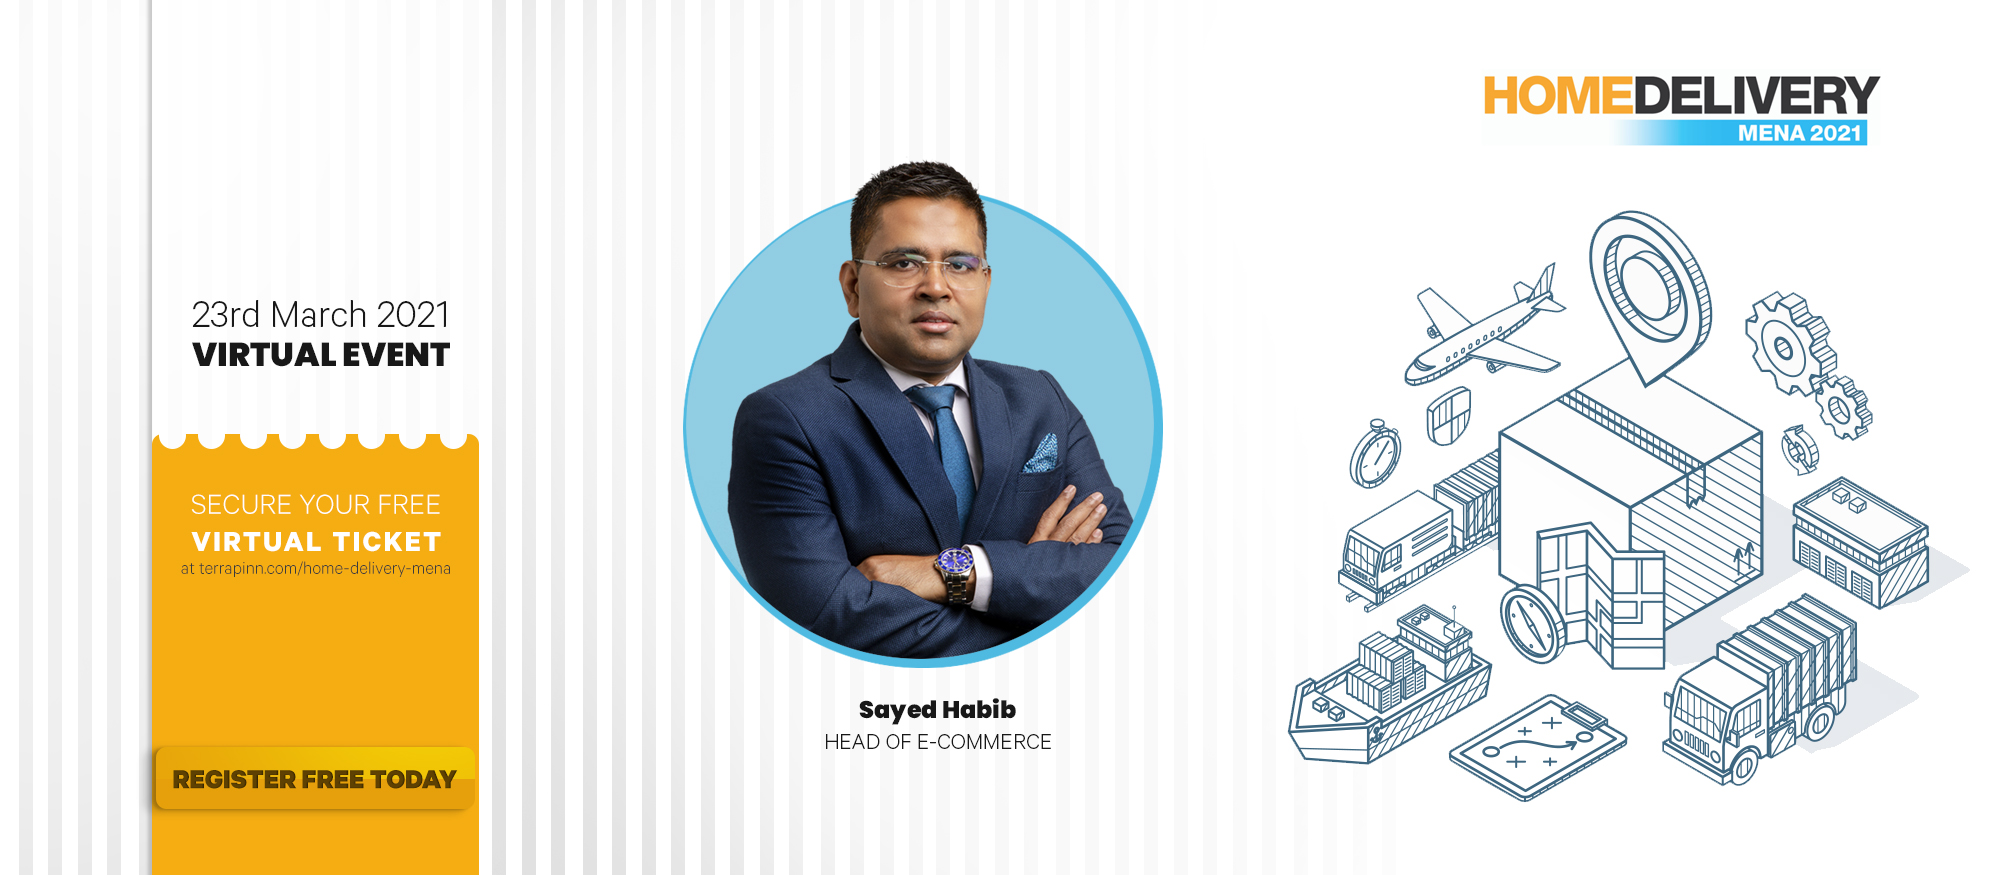 23rd March 2021
VIRTUAL EVENT
SECURE YOUR FREE
VIRTUAL TICKET
at terrapinn.com/home-delivery-mena
REGISTER FREE TODAY
Sayed Habib
HEAD OF E-COMMERCE
HOMEDELIVERY
MENA 2021